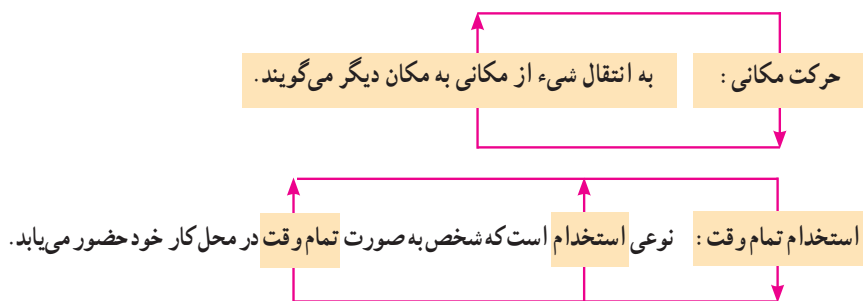 حرکت مکانی : به انتقال شیء از مکانی به مکان دیگر می‌گویند.
استخدام تمام وقت : نوعی استخدام است که شخص به صورت تمام وقت در محل کار خود حضور می‌یابد.